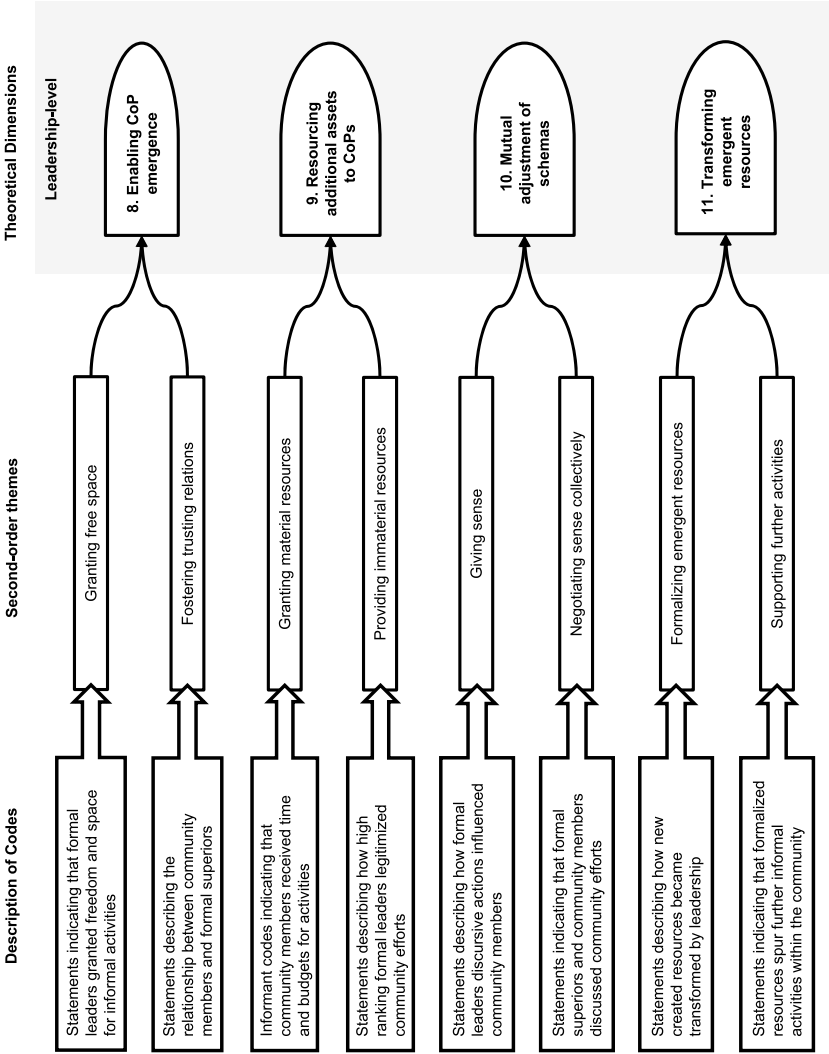 Description of Codes
Second-order themes
Theoretical Dimensions
Leadership-level
Statements indicating that formal
leaders granted freedom and space
for informal activities
Granting free space
Statements describing the
relationship between community
members and formal superiors
Fostering trusting relations
8. Enabling CoP
emergence
Informant codes indicating that
community members received time
and budgets for activities
Granting material resources
Statements describing how high
ranking formal leaders legitimized
community efforts
Providing immaterial resources
9. Resourcing
additional assets
to CoPs
Statements describing how formal
leaders discursive actions influenced
community members
Giving sense
Statements indicating that formal
superiors and community members
discussed community efforts
Negotiating sense collectively
10. Mutual
adjustment of
schemas
Statements describing how new
created resources became
transformed by leadership
Formalizing emergent resources
Statements indicating that formalized
resources spur further informal
activities within the community
Supporting further activities
11. Transforming
emergent
resources